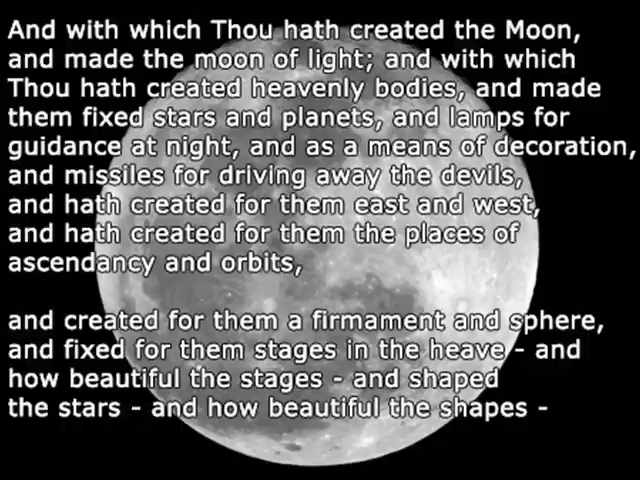 And with which Thou hath created the Moon,
and made the moon of light; and with which
Thou hath created heavenly bodies, and made
them fixed stars and planets, and lamps for
guidance at night, and as a means of decoration,
and missiles for driving away the devils,
and hath created for them east and west,
and hath created for them the places of
ascendancy and orbits,
and created for them a firmament and sphere,
and fixed for them stages in the heave - and
how beautiful the stages - and shaped
the stars - and how beautiful the shapes -